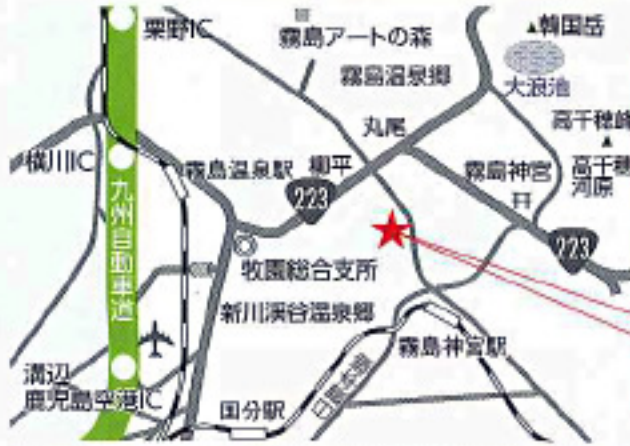 栗野IC
霧島アートの森
▲韓国岳
霧島温泉郷
大浪池
丸尾
高千穂峰
▲
横川IC
霧島温泉駅
柳平
霧島神宮
高千穂
河原
223
九州自動車道
223
牧園総合支所
新川渓谷温泉郷
霧島神宮駅
溝辺
鹿児島空港IC
国分駅
日豊本線